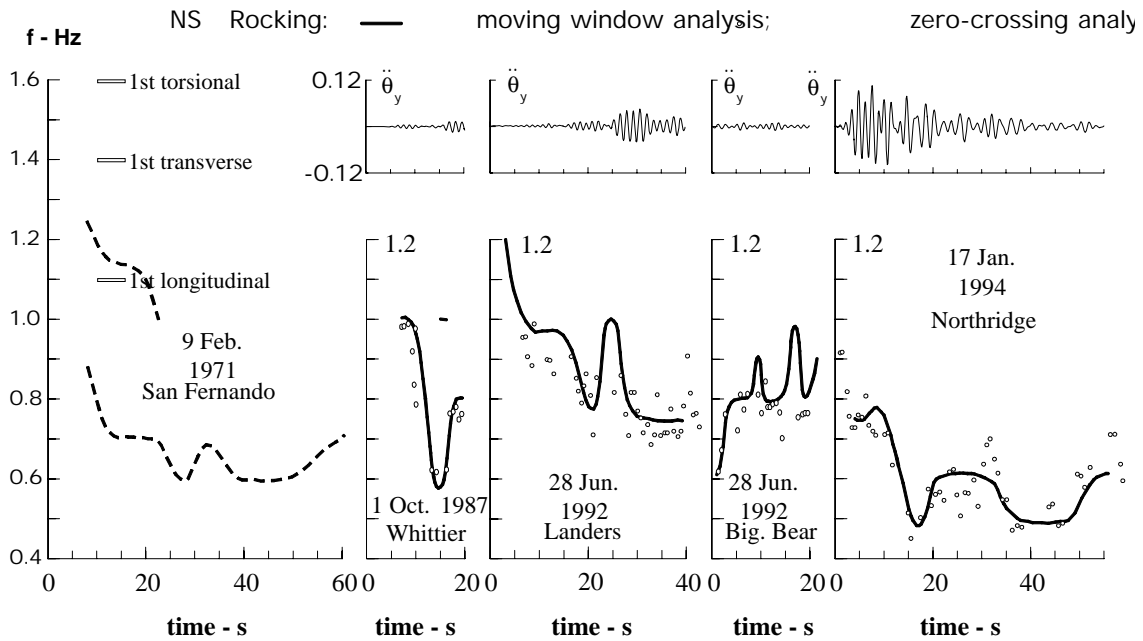 NS Rocking: moving window analysis; zero-crossing analy
f - Hz
1.6
1.4
1.2
1.0
0.8
0.6
0.4
1st torsional
1st transverse
1st longitudinal
9 Feb.
1971
San Fernando
0 20 40 60
time - s
0.12
-0.12
θ̈y
1.2
1 Oct. 1987
Whittier
0 20
time - s
θ̈y
1.2
28 Jun.
1992
Landers
0 20 40
time - s
θ̈y
1.2
28 Jun.
1992
Big. Bear
0 20
time - s
θ̈y
1.2
17 Jan.
1994
Northridge
0 20 40
time - s